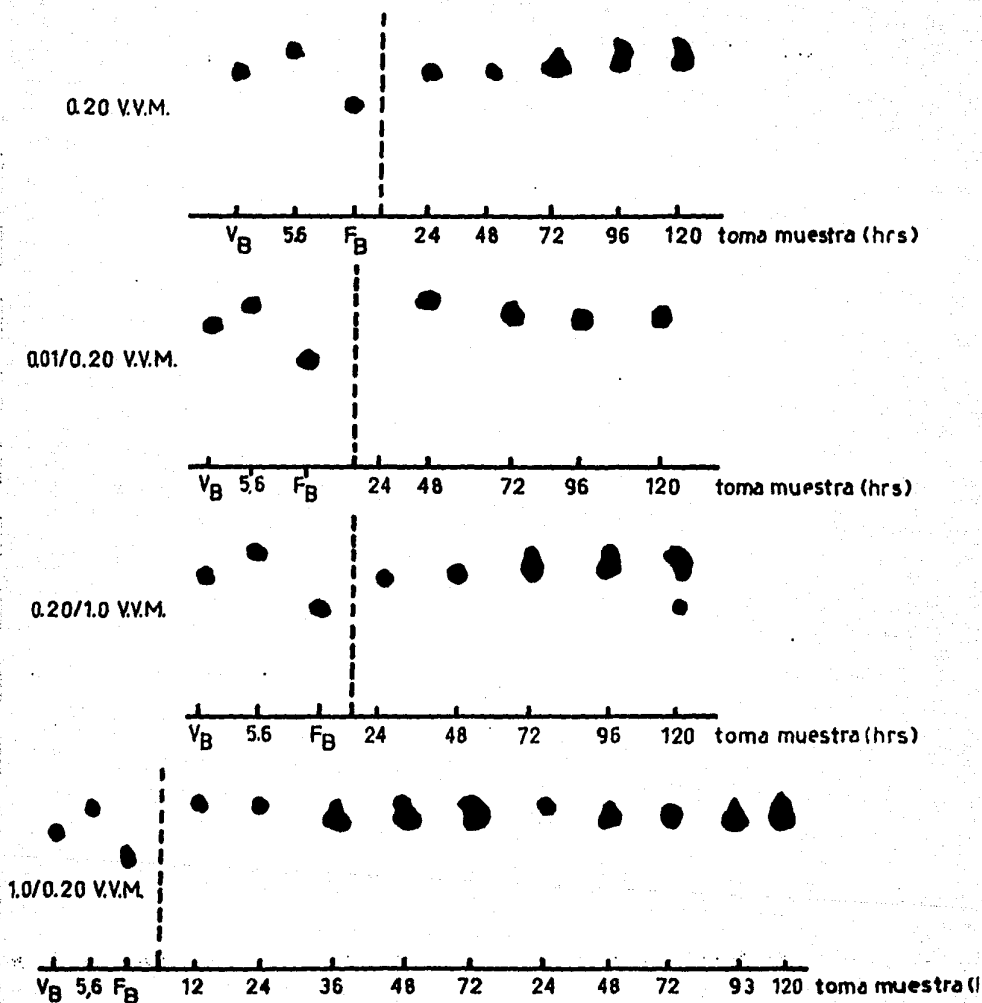 0.20 V.V.M.
V_B 5.6 F_B 24 48 72 96 120 toma muestra (hrs)
0.01/0.20 V.V.M.
V_B 5,6 F_B 24 48 72 96 120 toma muestra (hrs)
0.20/1.0 V.V.M.
V_B 5.6 F_B 24 48 72 96 120 toma muestra (hrs)
1.0/0.20 V.V.M.
V_B 5,6 F_B 12 24 36 48 72 24 48 72 93 120 toma muestra (